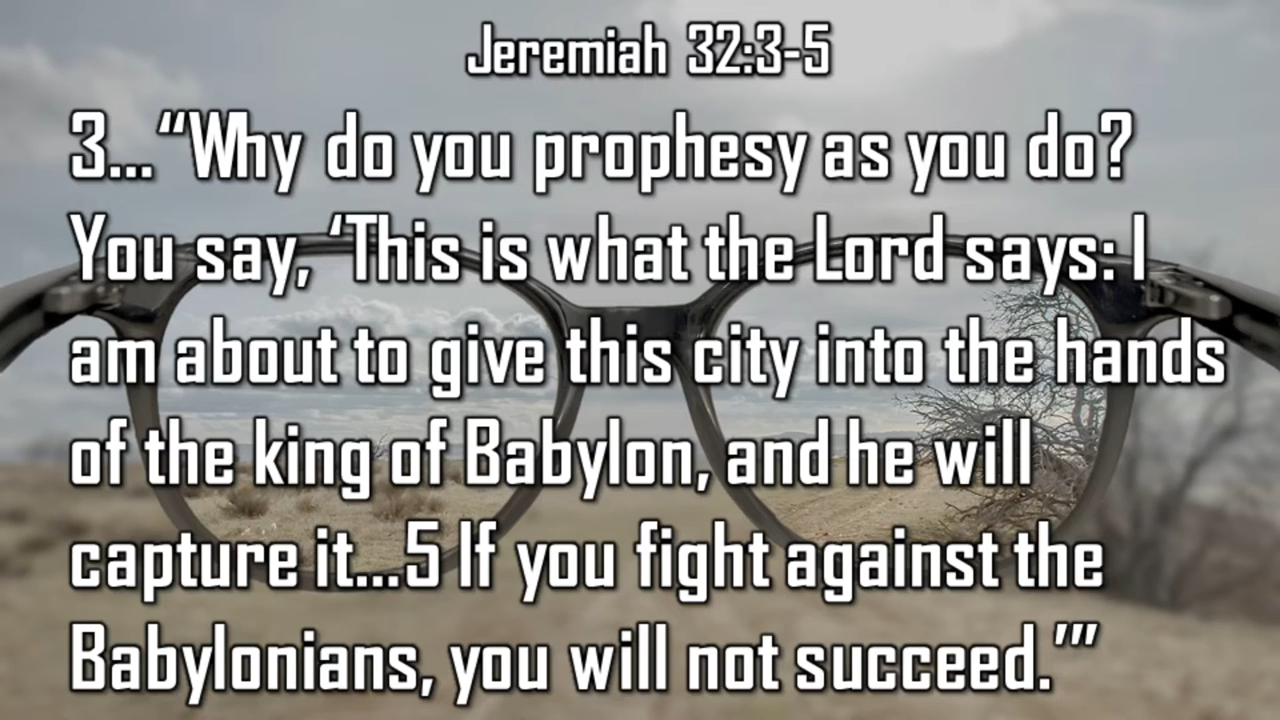 Jeremiah 32:3-5
3...“Why do you prophesy as you do?
You say, ‘This is what the Lord says: I
am about to give this city into the hands
of the king of Babylon, and he will
capture it...5 If you fight against the
Babylonians, you will not succeed.’”